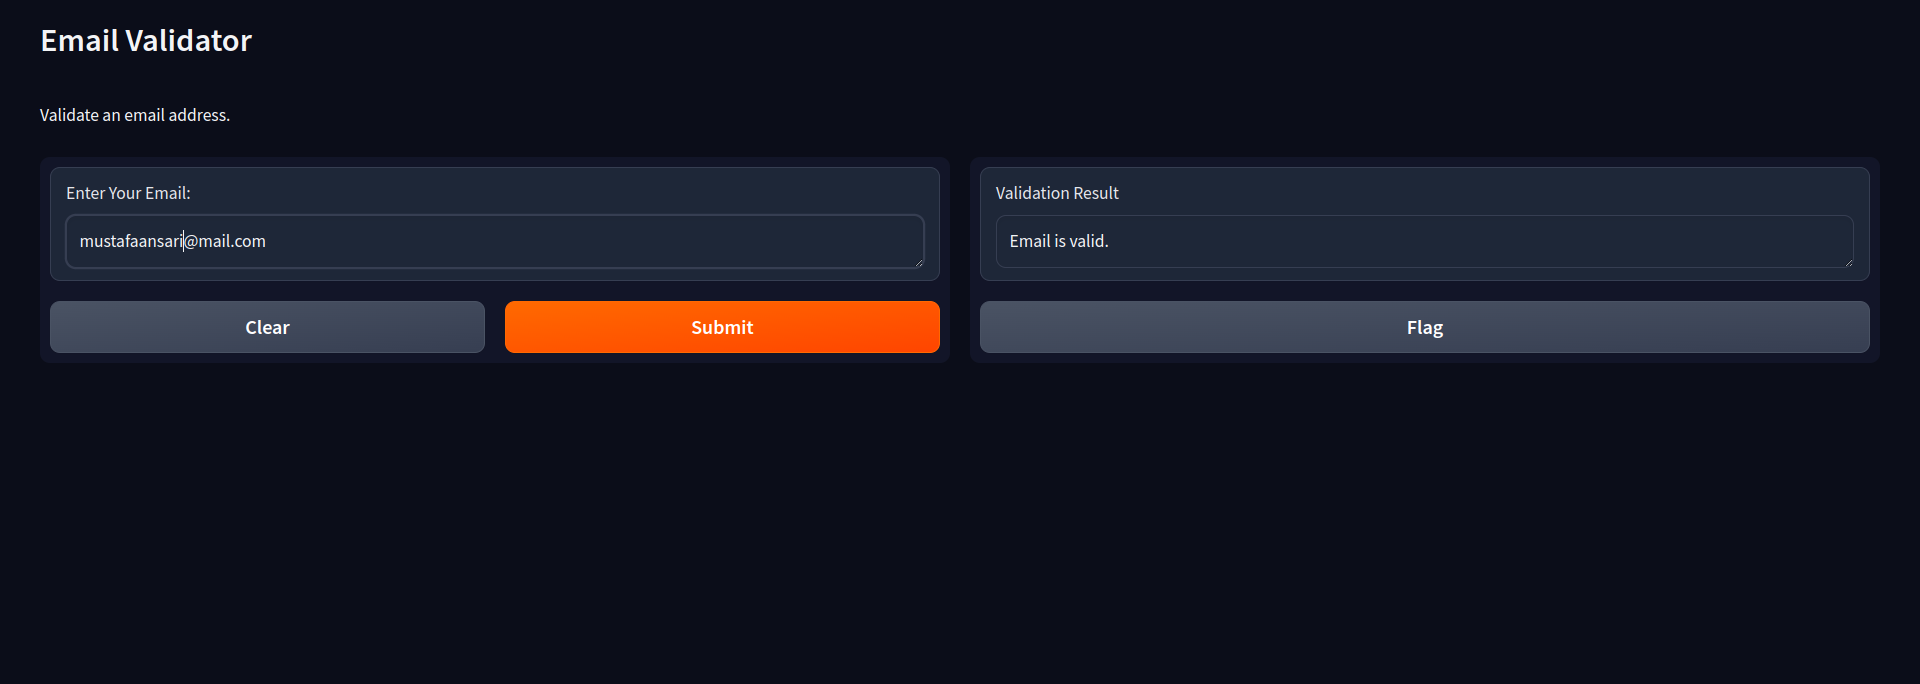 Email Validator
Validate an email address.
Enter Your Email:
mustafaansari@mail.com
Clear
Submit
Validation Result
Email is valid.
Flag